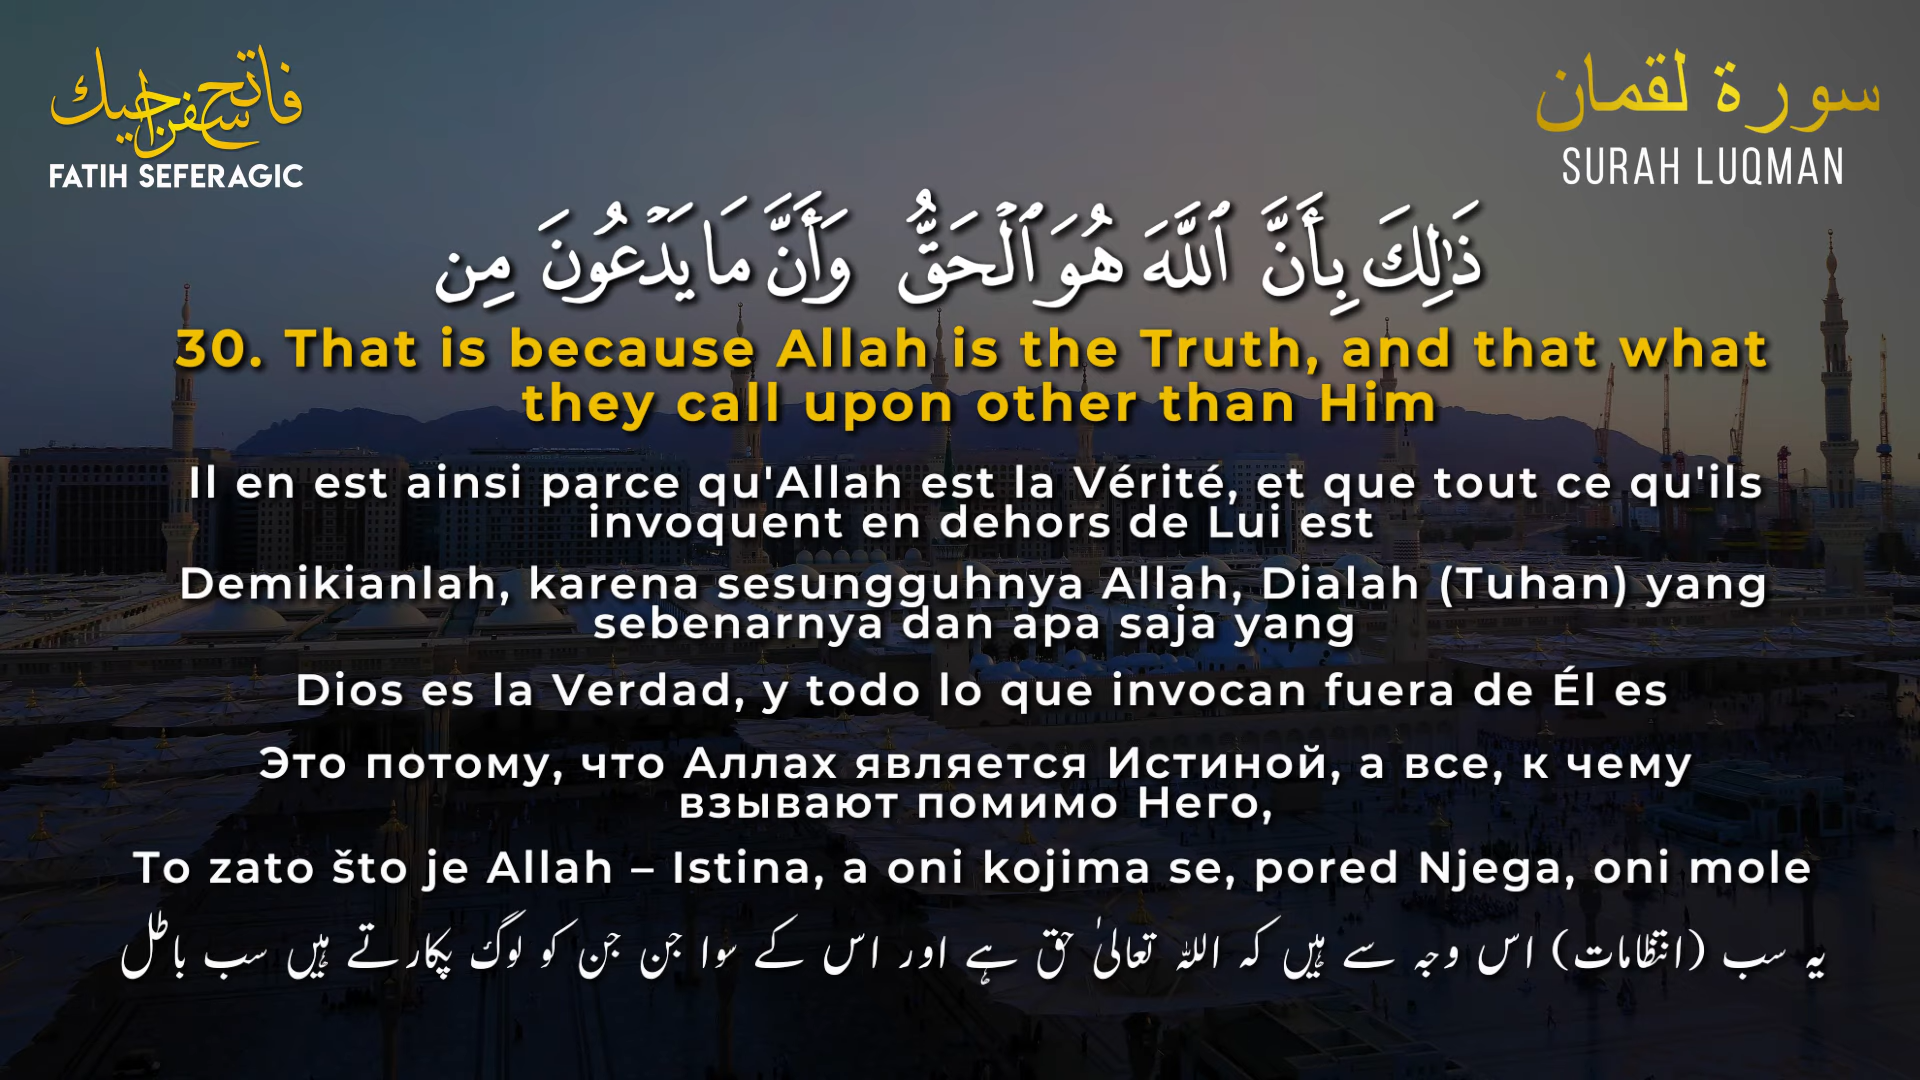 فاتح سفراجيك
FATIH SEFERAGIC
سورة لقمان
SURAH LUQMAN
ذَٰلِكَ بِأَنَّ ٱللَّهَ هُوَ ٱلْحَقُّ وَأَنَّ مَا يَدْعُونَ مِن
30. That is because Allah is the Truth, and that what
they call upon other than Him
Il en est ainsi parce qu'Allah est la Vérité, et que tout ce qu'ils
invoquent en dehors de Lui est
Demikianlah, karena sesungguhnya Allah, Dialah (Tuhan) yang
sebenarnya dan apa saja yang
Dios es la Verdad, y todo lo que invocan fuera de Él es
Это потому, что Аллах является Истиной, а все, к чему
взывают помимо Него,
To zato što je Allah – Istina, a oni kojima se, pored Njega, oni mole
یہ سب (انتظامات) اس وجہ سے ہیں کہ اللہ تعالیٰ حق ہے اور اس کے سوا جن جن کو لوگ پکارتے ہیں سب باطل